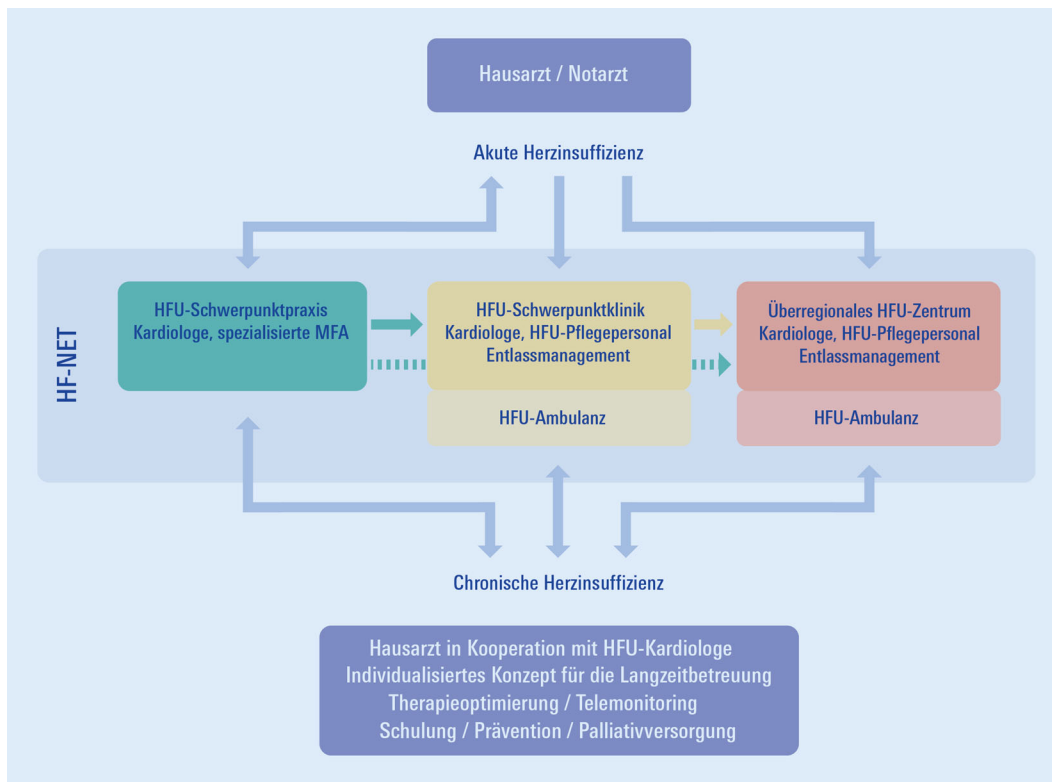 Hausarzt / Notarzt
Akute Herzinsuffizienz
HF-NET
HFU-Schwerpunktpraxis
Kardiologe, spezialisierte MFA
HFU-Schwerpunktklinik
Kardiologe, HFU-Pflegepersonal
Entlassmanagement
HFU-Ambulanz
Überregionales HFU-Zentrum
Kardiologe, HFU-Pflegepersonal
Entlassmanagement
HFU-Ambulanz
Chronische Herzinsuffizienz
Hausarzt in Kooperation mit HFU-Kardiologe
Individualisiertes Konzept für die Langzeitbetreuung
Therapieoptimierung / Telemonitoring
Schulung / Prävention / Palliativversorgung